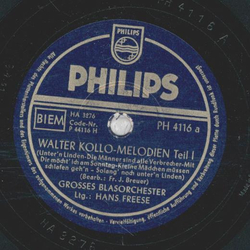 PHILIPS
HA 1276
Code-Nr.
P 44116 H
BIEM
PH 4116 a
WALTER KOLLO-MELODIEN Teil I
(Unter'n Linden-Die Männer sind alle Verbrecher-Mit
Dir möcht' ich am Sonntag-Kleine Mädchen müssen
schlafen geh'n - Solang' noch unter'n Linden)
(Bearb.: Fr. J. Breuer)
GROSSES BLASORCHESTER
Ltg.: HANS FREESE